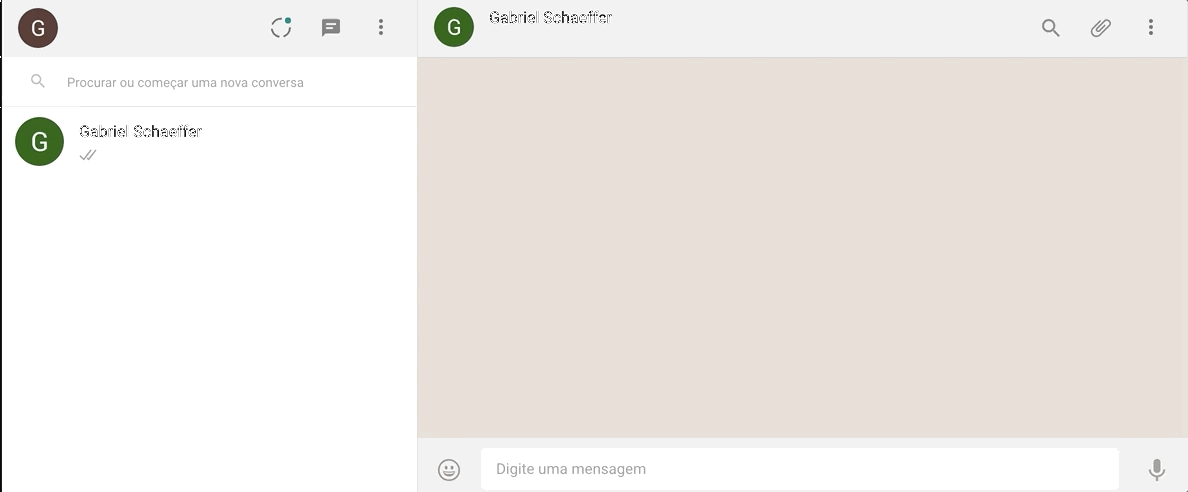 G
Procurar ou começar uma nova conversa
G
Gabriel Schaeffer
G
Gabriel Schaeffer
Digite uma mensagem